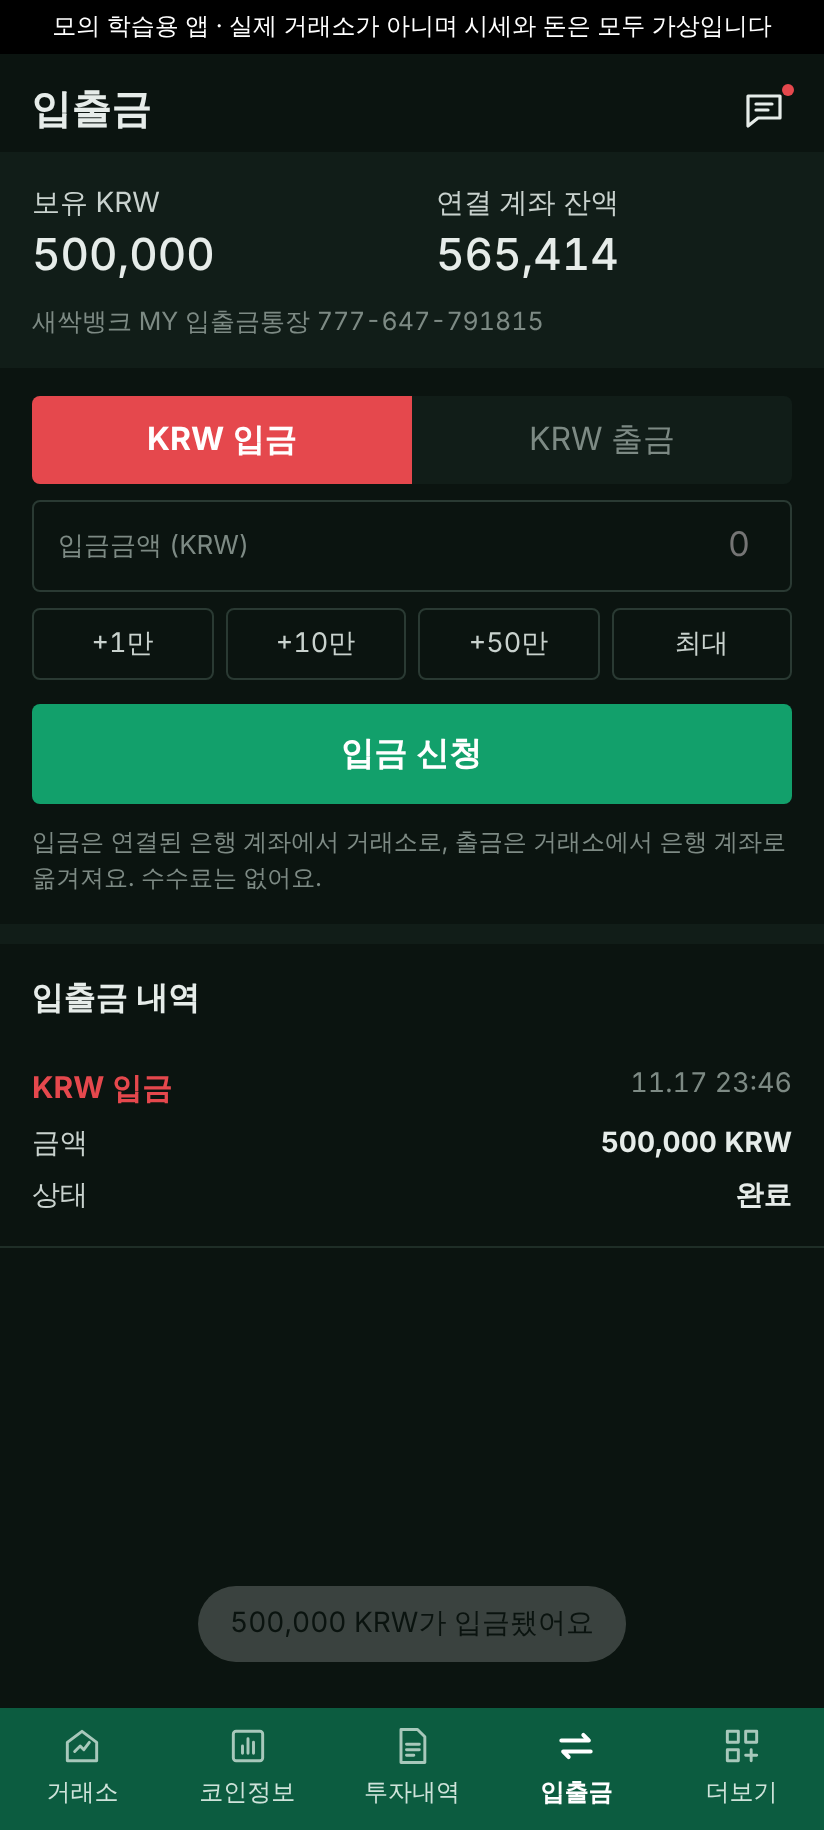 모의 학습용 앱 · 실제 거래소가 아니며 시세와 돈은 모두 가상입니다
입출금
보유 KRW
연결 계좌 잔액
500,000
565,414
새싹뱅크 MY 입출금통장 777-647-791815
KRW 입금
KRW 출금
입금금액 (KRW)
0
+1만
+10만
+50만
최대
입금 신청
입금은 연결된 은행 계좌에서 거래소로, 출금은 거래소에서 은행 계좌로
옮겨져요. 수수료는 없어요.
입출금 내역
KRW 입금
11.17 23:46
금액
500,000 KRW
상태
완료
500,000 KRW가 입금됐어요
거래소
코인정보
투자내역
입출금
더보기